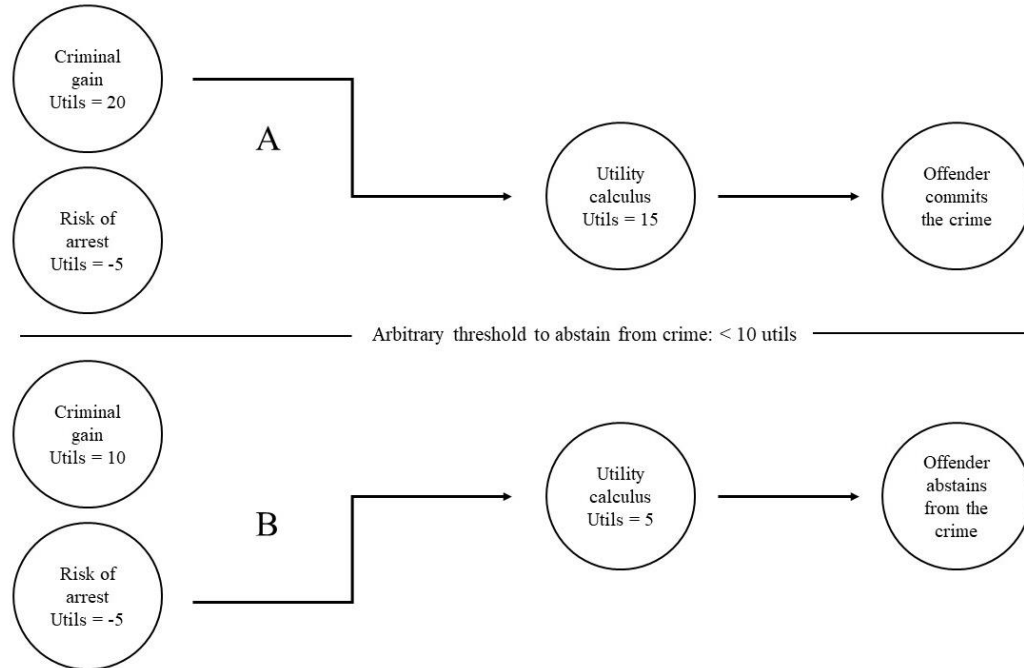 Criminal
gain
Utils = 20
A
Risk of
arrest
Utils = -5
Utility
calculus
Utils = 15
Offender
commits
the crime
Arbitrary threshold to abstain from crime: < 10 utils
Criminal
gain
Utils = 10
B
Risk of
arrest
Utils = -5
Utility
calculus
Utils = 5
Offender
abstains
from the
crime